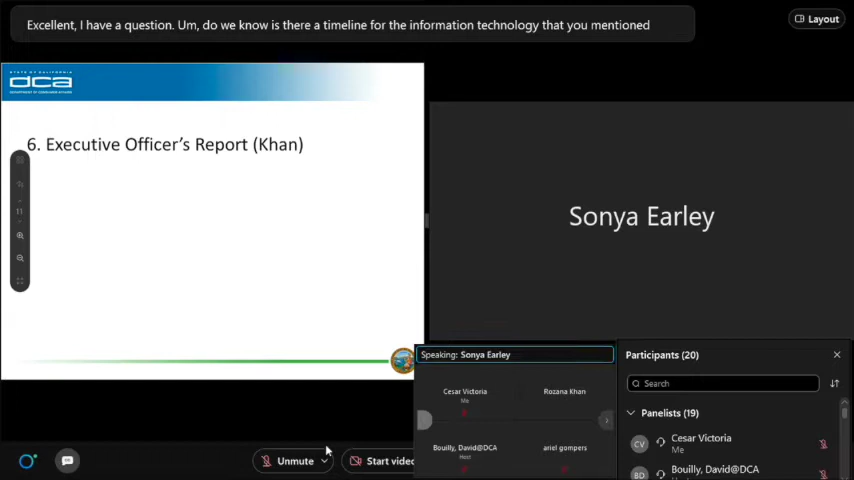 Excellent, I have a question. Um, do we know is there a timeline for the information technology that you mentioned
Layout
STATE OF CALIFORNIA
dca
DEPARTMENT OF CONSUMER AFFAIRS
6. Executive Officer's Report (Khan)
11
Sonya Earley
Speaking: Sonya Earley
Cesar Victoria
Me
Rozana Khan
Bouilly, David@DCA
Host
ariel gompers
Participants (20)
Search
Panelists (19)
CV
Cesar Victoria
Me
BD
Bouilly, David@DCA
Unmute
Start video